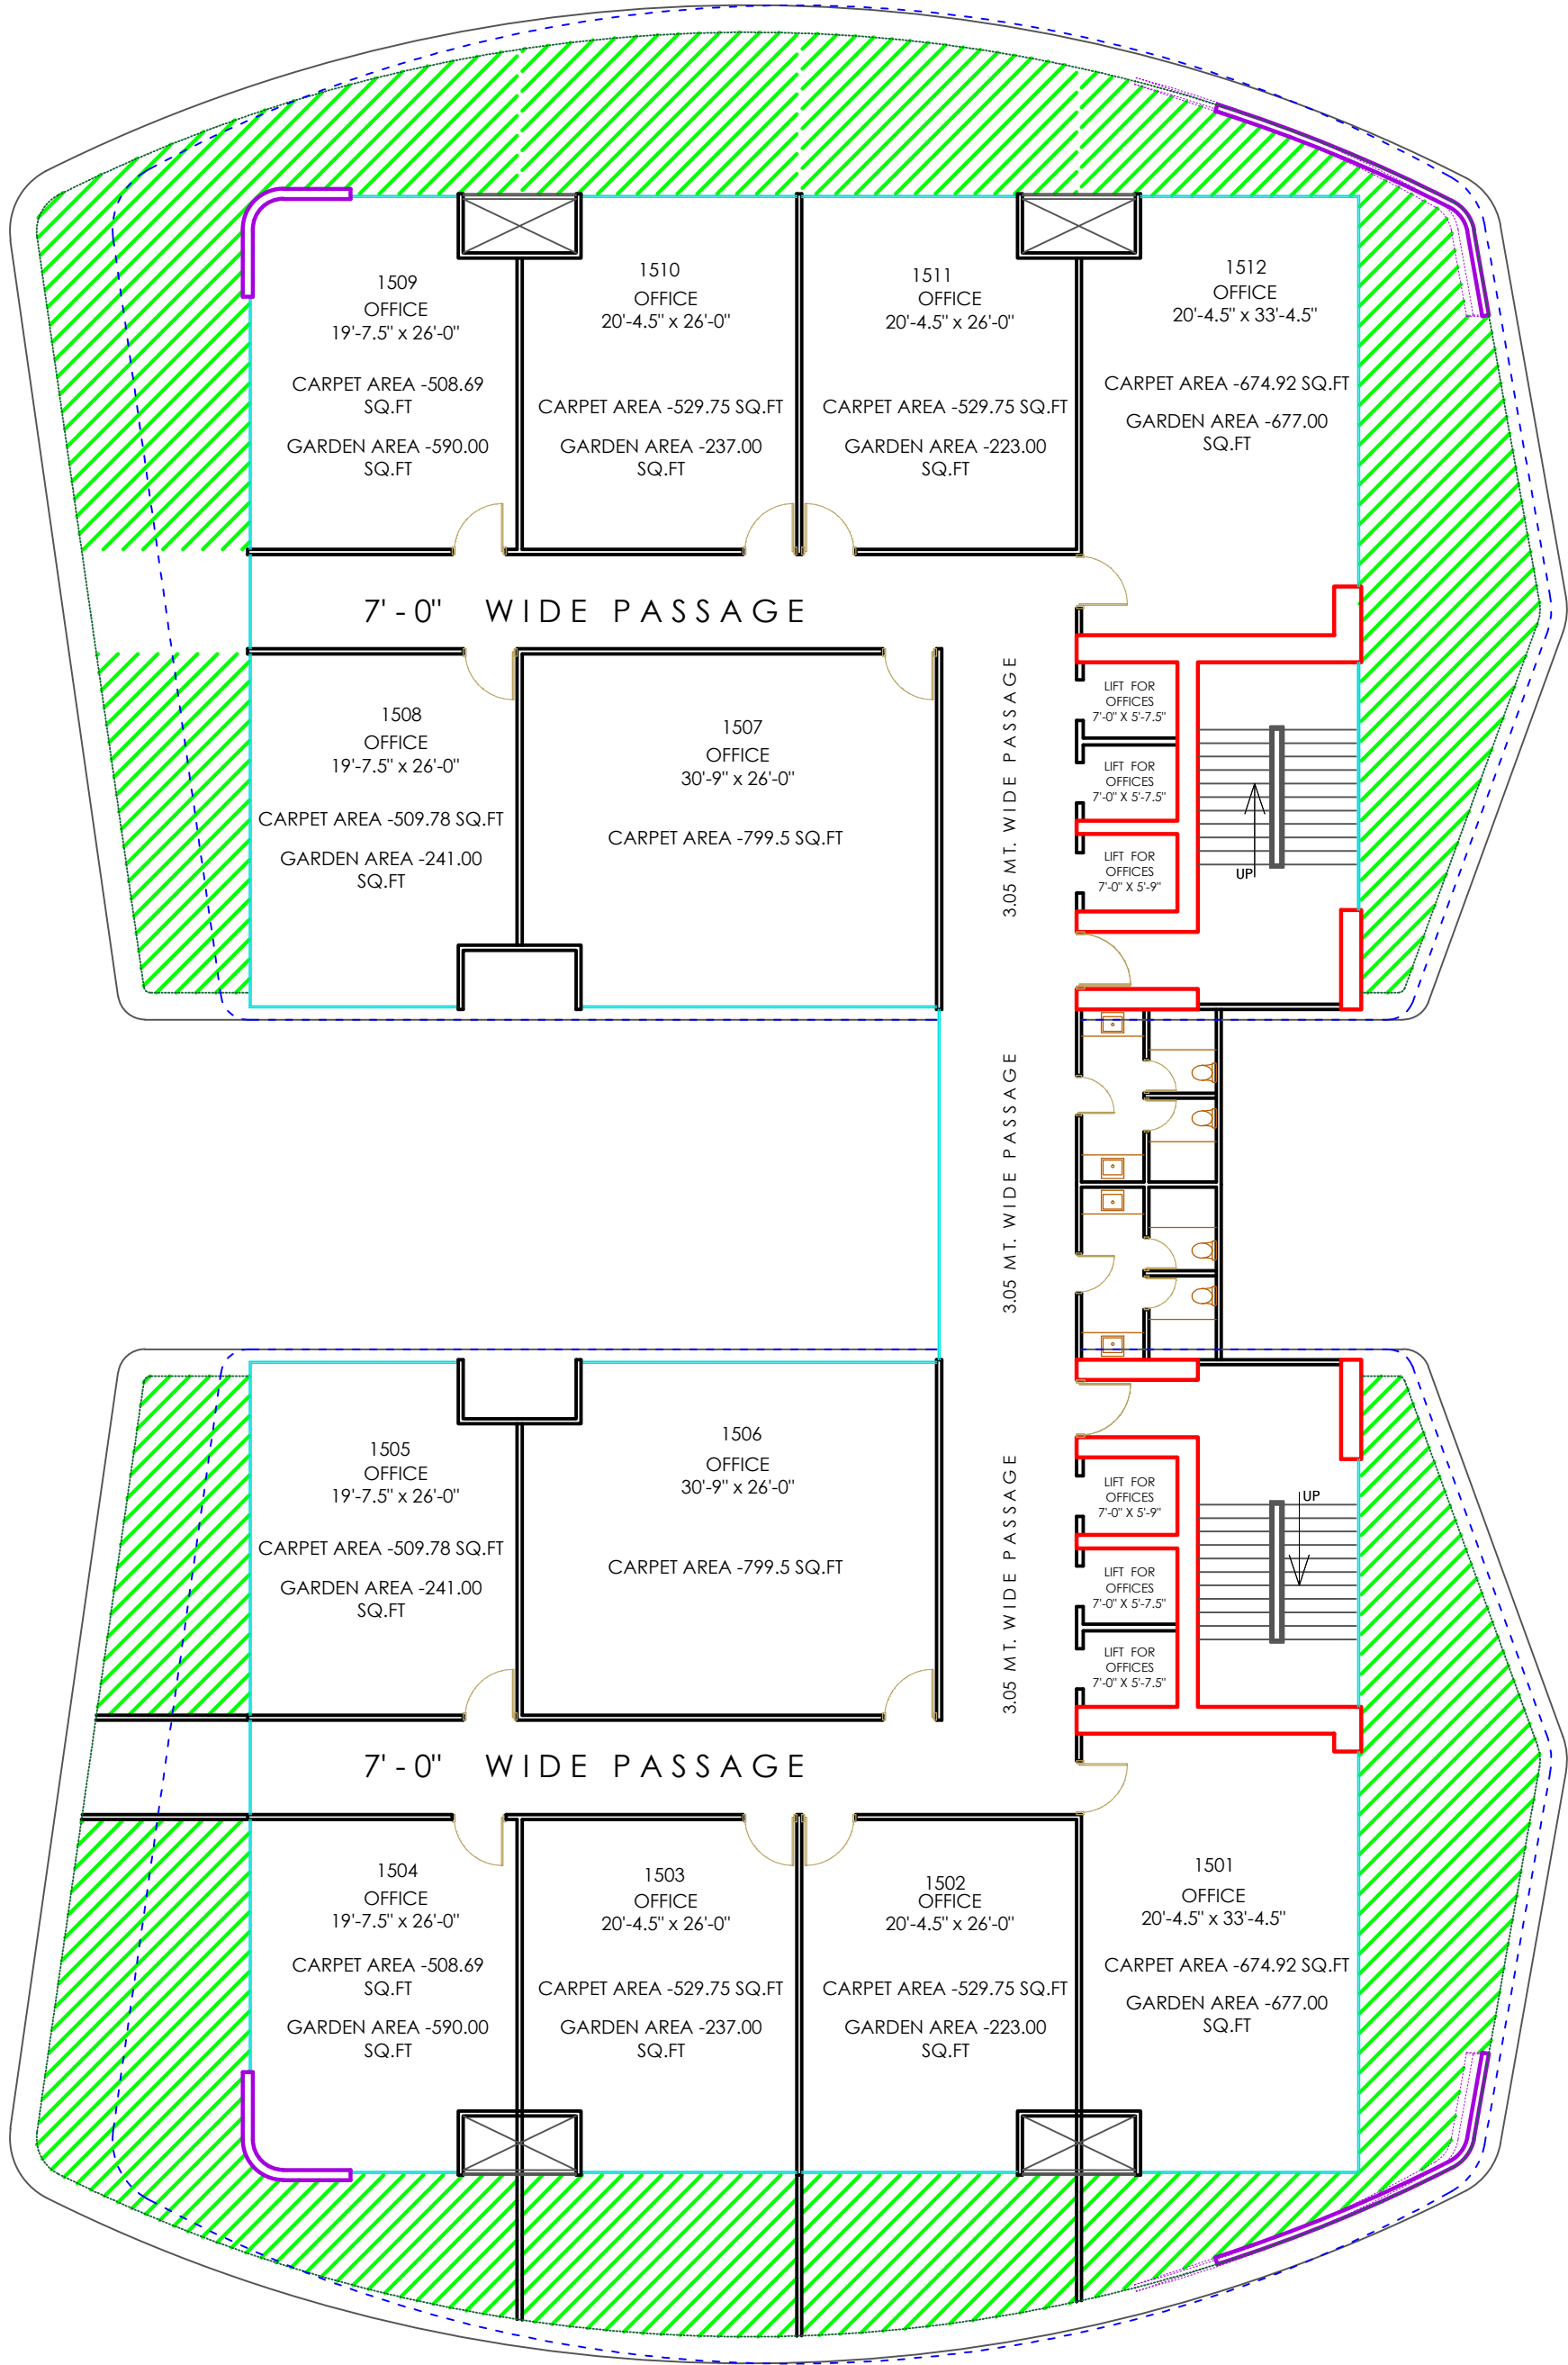 1509
OFFICE
19'-7.5" x 26'-0"
CARPET AREA -508.69
SQ.FT
GARDEN AREA -590.00
SQ.FT
1510
OFFICE
20'-4.5" x 26'-0"
CARPET AREA -529.75 SQ.FT
GARDEN AREA -237.00
SQ.FT
1511
OFFICE
20'-4.5" x 26'-0"
CARPET AREA -529.75 SQ.FT
GARDEN AREA -223.00
SQ.FT
1512
OFFICE
20'-4.5" x 33'-4.5"
CARPET AREA -674.92 SQ.FT
GARDEN AREA -677.00
SQ.FT
7'-0" WIDE PASSAGE
1508
OFFICE
19'-7.5" x 26'-0"
CARPET AREA -509.78 SQ.FT
GARDEN AREA -241.00
SQ.FT
1507
OFFICE
30'-9" x 26'-0"
CARPET AREA -799.5 SQ.FT
3.05 MT. WIDE PASSAGE
LIFT FOR
OFFICES
7'-0" X 5'-7.5"
LIFT FOR
OFFICES
7'-0" X 5'-7.5"
LIFT FOR
OFFICES
7'-0" X 5'-9"
UP
3.05 MT. WIDE PASSAGE
1505
OFFICE
19'-7.5" x 26'-0"
CARPET AREA -509.78 SQ.FT
GARDEN AREA -241.00
SQ.FT
1506
OFFICE
30'-9" x 26'-0"
CARPET AREA -799.5 SQ.FT
3.05 MT. WIDE PASSAGE
LIFT FOR
OFFICES
7'-0" X 5'-9"
LIFT FOR
OFFICES
7'-0" X 5'-7.5"
LIFT FOR
OFFICES
7'-0" X 5'-7.5"
UP
7'-0" WIDE PASSAGE
1504
OFFICE
19'-7.5" x 26'-0"
CARPET AREA -508.69
SQ.FT
GARDEN AREA -590.00
SQ.FT
1503
OFFICE
20'-4.5" x 26'-0"
CARPET AREA -529.75 SQ.FT
GARDEN AREA -237.00
SQ.FT
1502
OFFICE
20'-4.5" x 26'-0"
CARPET AREA -529.75 SQ.FT
GARDEN AREA -223.00
SQ.FT
1501
OFFICE
20'-4.5" x 33'-4.5"
CARPET AREA -674.92 SQ.FT
GARDEN AREA -677.00
SQ.FT